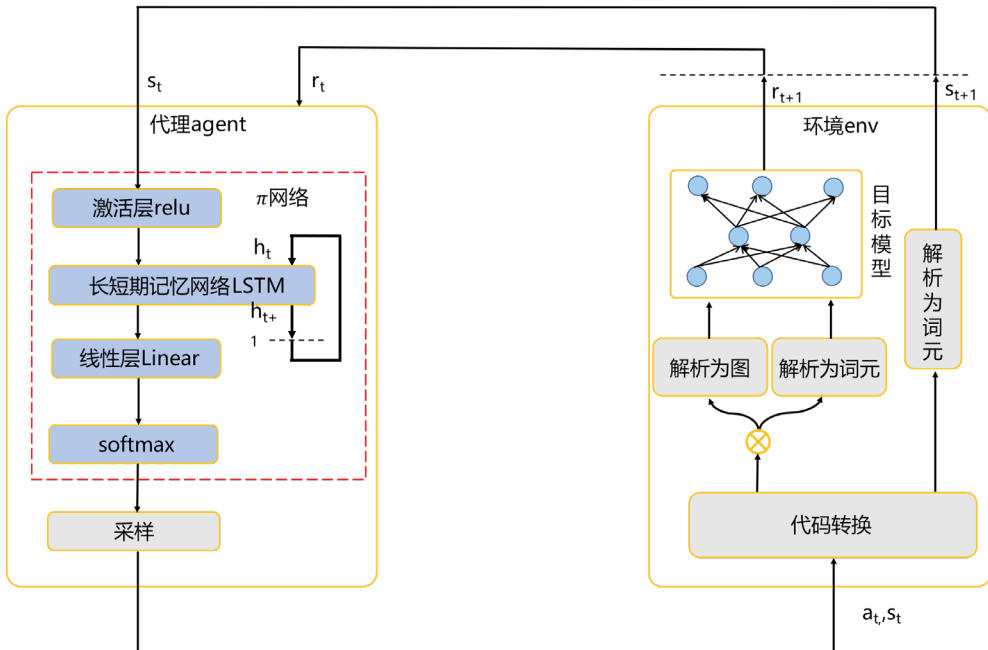 s_t
r_t
代理agent
π网络
激活层relu
h_t
长短期记忆网络LSTM
h_t+
1
线性层Linear
softmax
采样
r_t+1
s_t+1
环境env
目标模型
解析为词元
解析为图
解析为词元
代码转换
a_t,,s_t